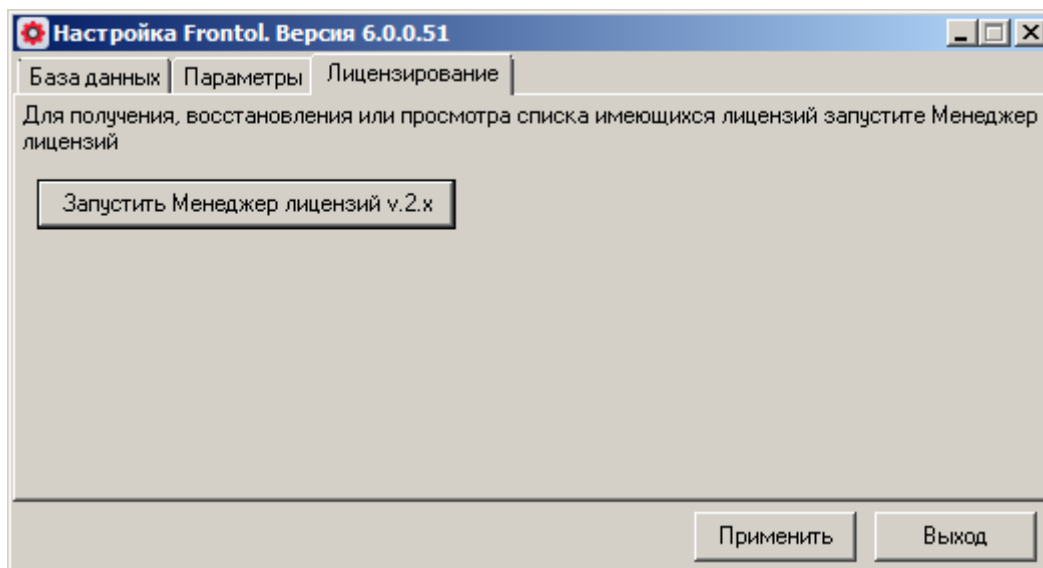 Настройка Frontol. Версия 6.0.0.51
База данных Параметры Лицензирование
Для получения, восстановления или просмотра списка имеющихся лицензий запустите Менеджер
лицензий
Запустить Менеджер лицензий v.2.x
Применить Выход